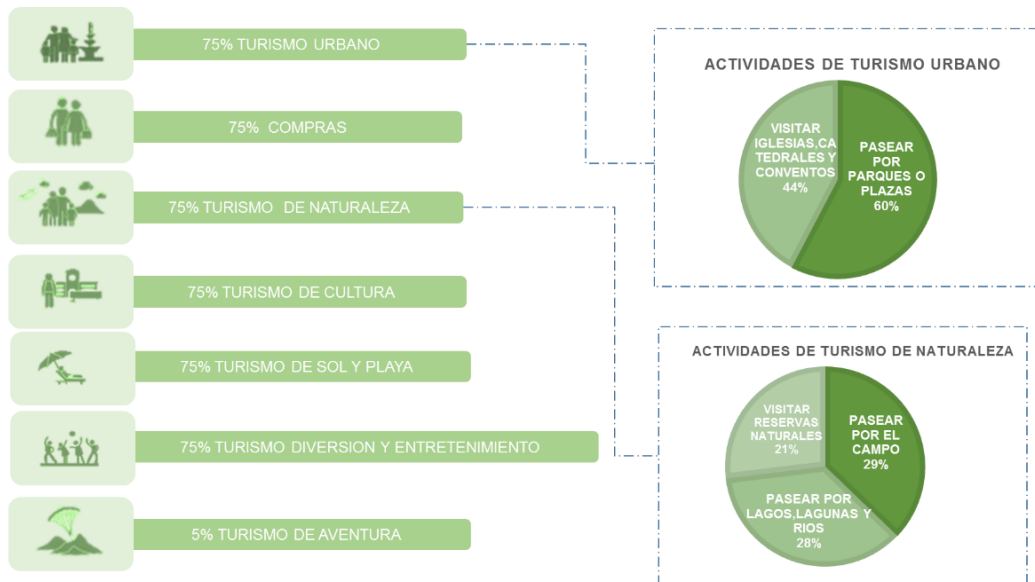 75% TURISMO URBANO
75% COMPRAS
75% TURISMO DE NATURALEZA
75% TURISMO DE CULTURA
75% TURISMO DE SOL Y PLAYA
75% TURISMO DIVERSION Y ENTRETENIMIENTO
5% TURISMO DE AVENTURA
ACTIVIDADES DE TURISMO URBANO
VISITAR
IGLESIAS,CA
TEDRALES Y
CONVENTOS
44%
PASEAR
POR
PARQUES O
PLAZAS
60%
ACTIVIDADES DE TURISMO DE NATURALEZA
VISITAR
RESERVAS
NATURALES
21%
PASEAR
POR EL
CAMPO
29%
PASEAR POR
LAGOS,LAGUNAS Y
RIOS
28%